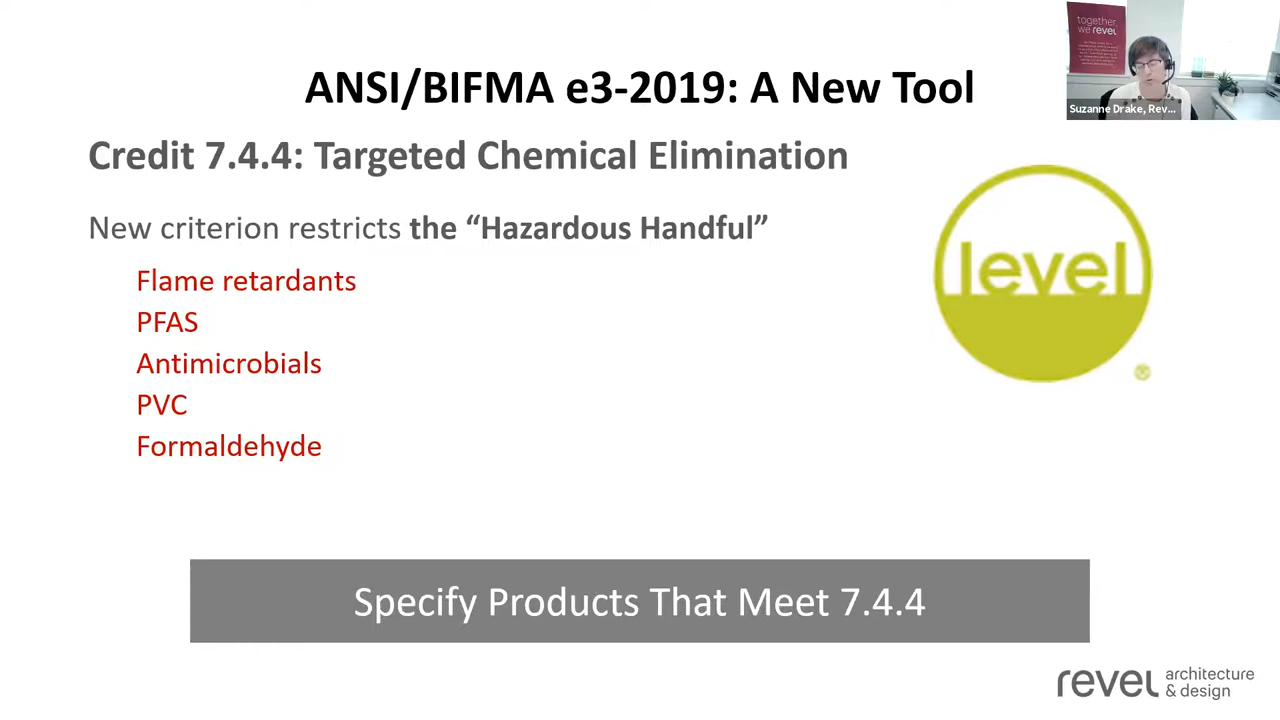 together,
we revel
ANSI/BIFMA e3-2019: A New Tool
Suzanne Drake, Rev...
Credit 7.4.4: Targeted Chemical Elimination
New criterion restricts the “Hazardous Handful”
Flame retardants
PFAS
Antimicrobials
PVC
Formaldehyde
level
®
Specify Products That Meet 7.4.4
revel architecture
& design